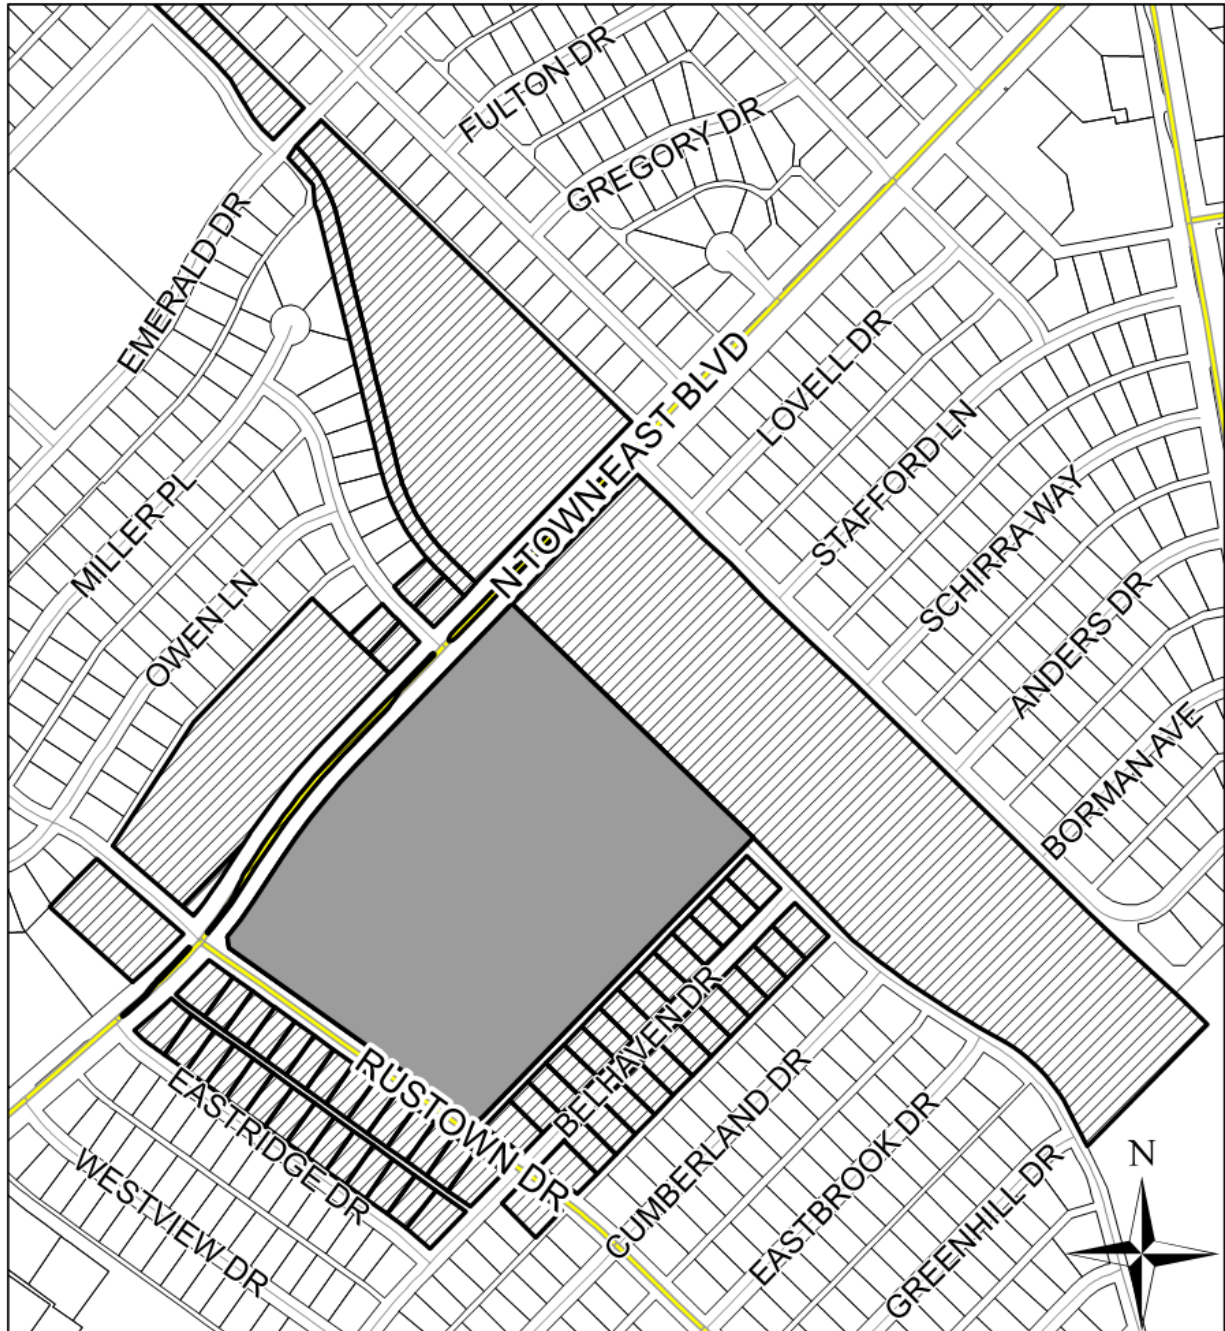 FULTON DR
GREGORY DR
EMERALD DR
N TOWN EAST BLVD
LOVELL DR
STAFFORD LN
MILLER PL
SCHIRRA WAY
OWEN LN
ANDERS DR
BORMAN AVE
BELHAVEN DR
RUSTOWN DR
EASTRIDGE DR
CUMBERLAND DR
EASTBROOK DR
WESTVIEW DR
GREENHILL DR
N